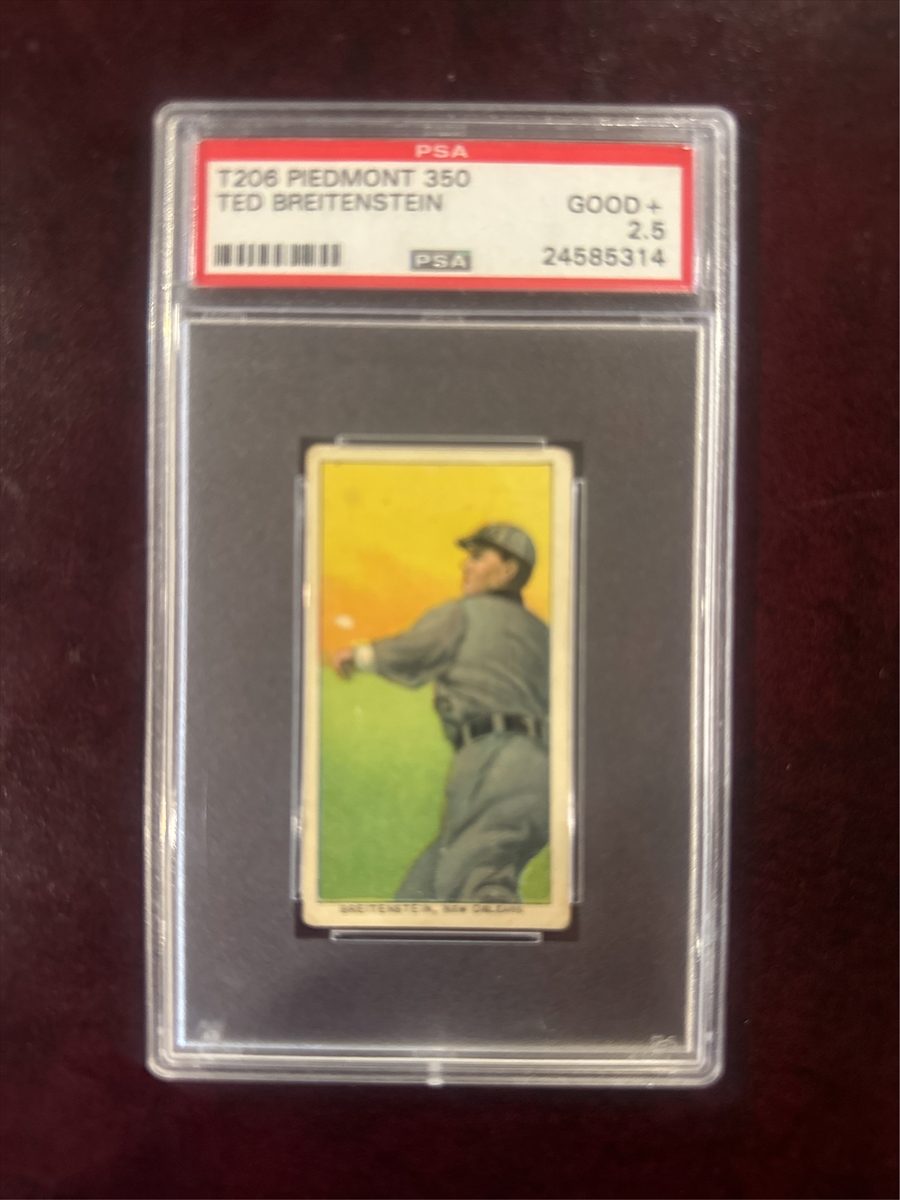 PSA
T206 PIEDMONT 350
TED BREITENSTEIN GOOD +
2.5
PSA 24585314
BREITENSTEIN, NEW ORLEANS